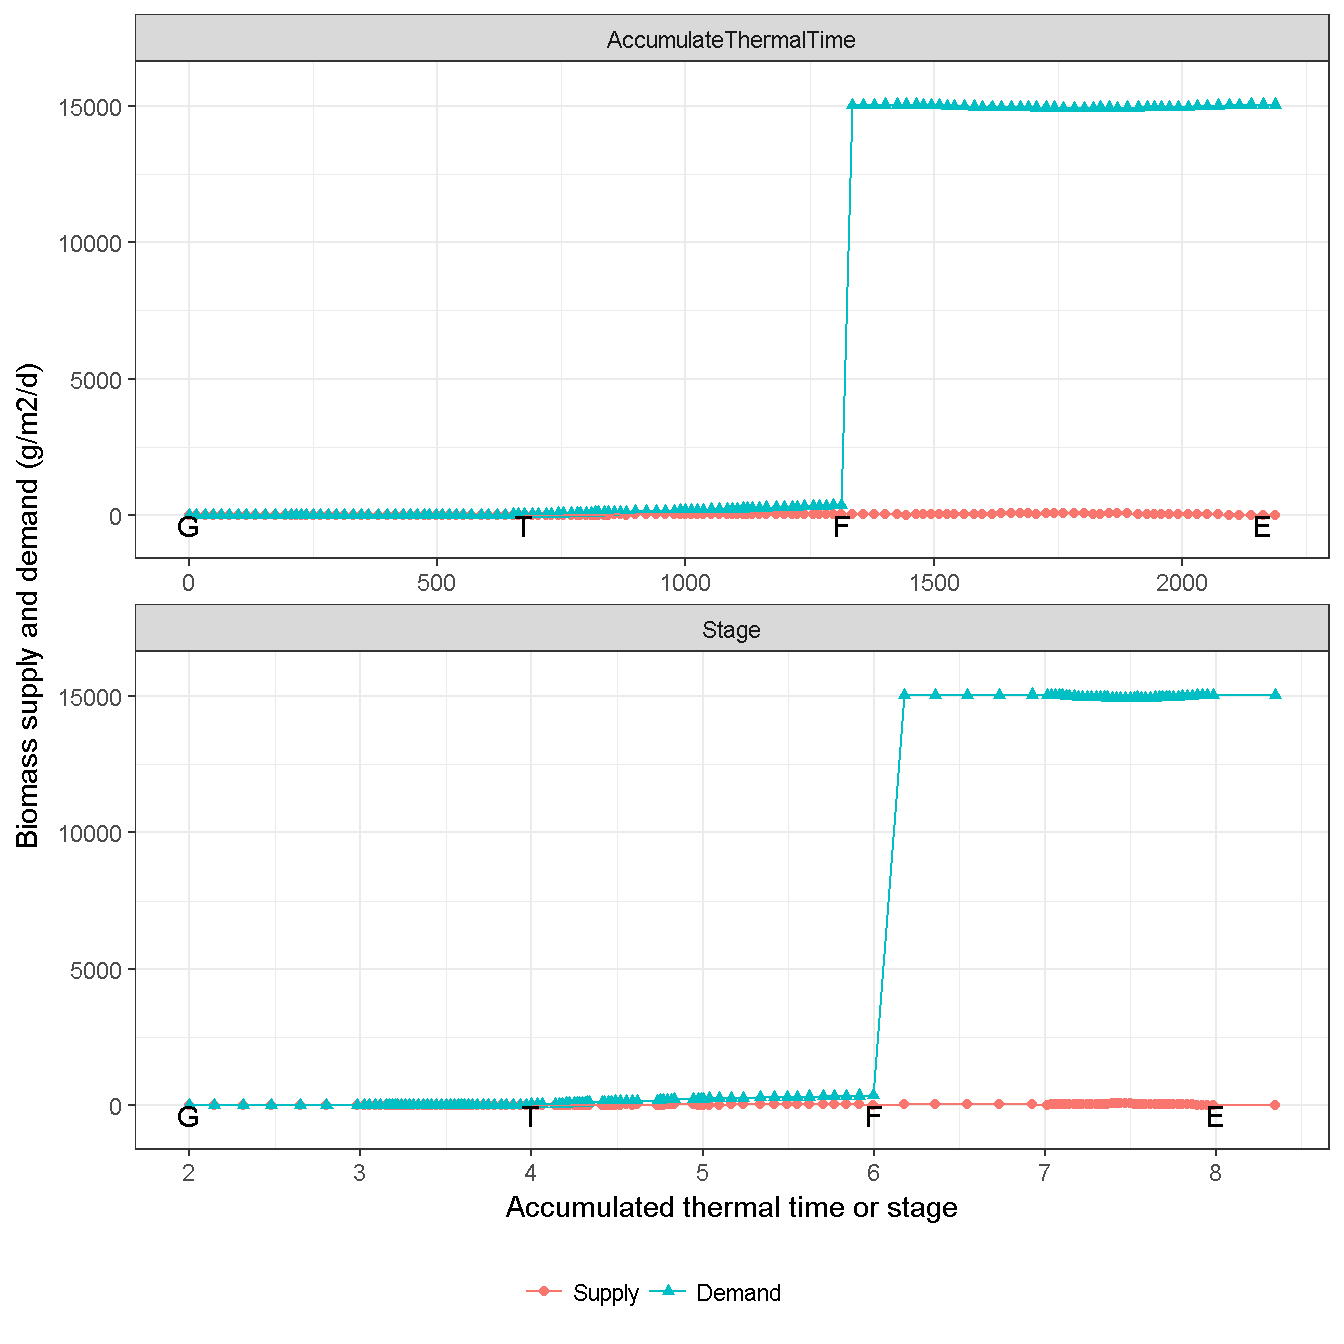 AccumulateThermalTime
15000
10000
5000
0
G T F E
0 500 1000 1500 2000
Stage
15000
10000
5000
0
G T F E
2 3 4 5 6 7 8
Biomass supply and demand (g/m2/d)
Accumulated thermal time or stage
Supply Demand